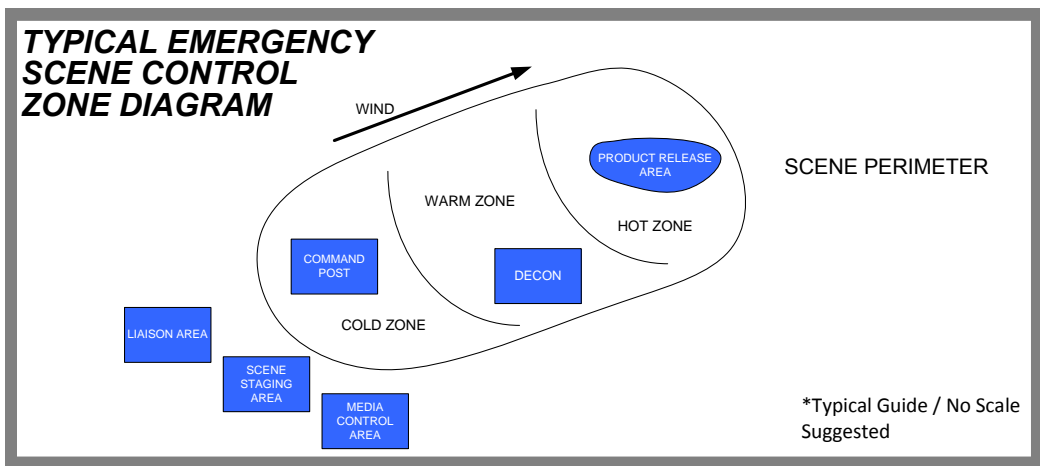 TYPICAL EMERGENCY
SCENE CONTROL
ZONE DIAGRAM
WIND
PRODUCT RELEASE
AREA
SCENE PERIMETER
WARM ZONE
HOT ZONE
COMMAND
POST
DECON
COLD ZONE
LIAISON AREA
SCENE
STAGING
AREA
MEDIA
CONTROL
AREA
*Typical Guide / No Scale
Suggested